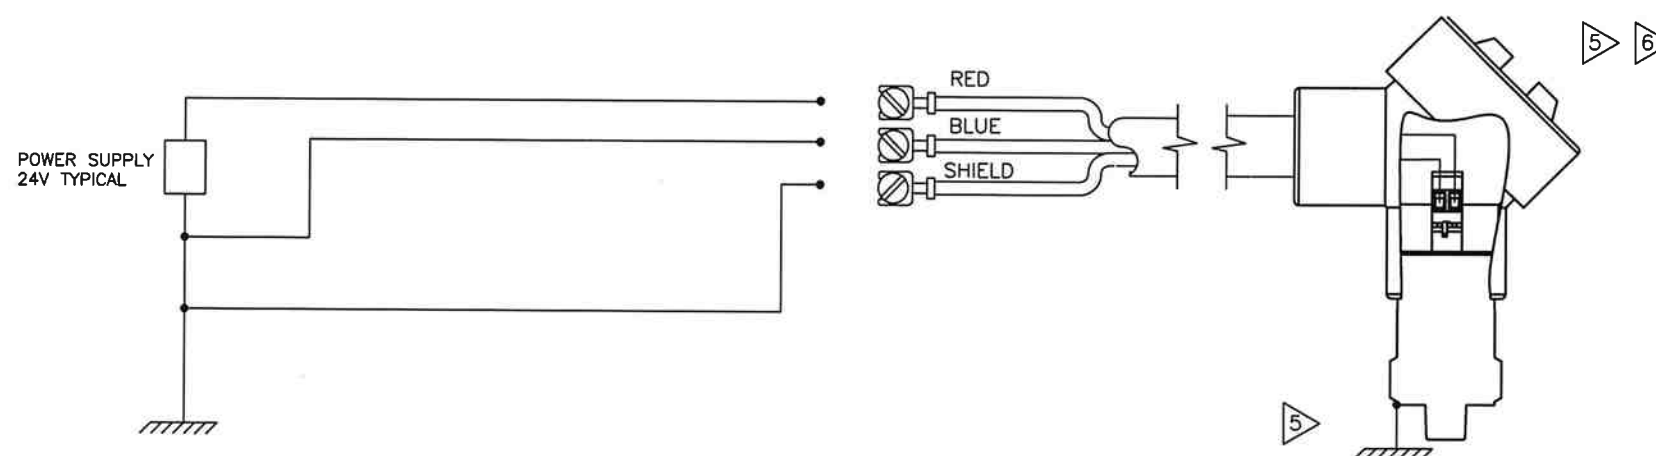 5 6
RED
BLUE
POWER SUPPLY
24V TYPICAL
SHIELD
5